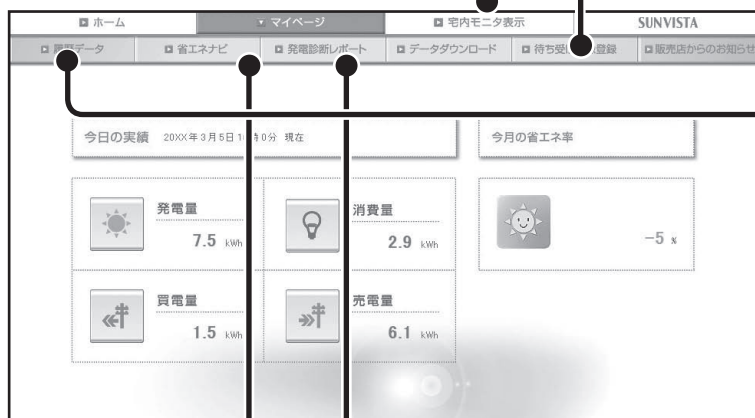 ホーム マイページ 宅内モニタ表示 SUNVISTA
データ 省エネナビ 発電診断レポート データダウンロード 待ち受け 登録 販売店からのお知らせ
今日の実績 20XX年3月5日 0分 現在 今月の省エネ率
発電量 消費量
7.5 kWh 2.9 kWh -5 %
買電量 売電量
1.5 kWh 6.1 kWh